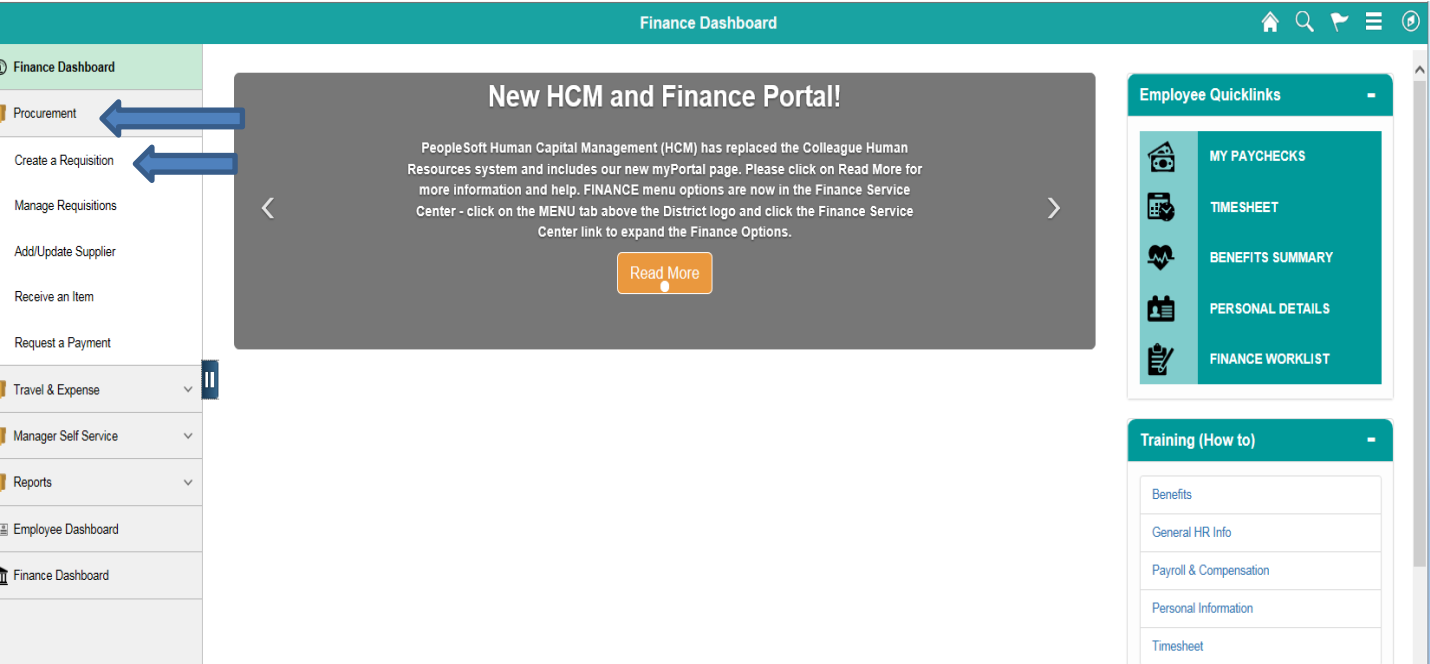 Finance Dashboard
Finance Dashboard
Procurement
Create a Requisition
Manage Requisitions
Add/Update Supplier
Receive an Item
Request a Payment
Travel & Expense
Manager Self Service
Reports
Employee Dashboard
Finance Dashboard
New HCM and Finance Portal!
PeopleSoft Human Capital Management (HCM) has replaced the Colleague Human
Resources system and includes our new myPortal page. Please click on Read More for
more information and help. FINANCE menu options are now in the Finance Service
Center - click on the MENU tab above the District logo and click the Finance Service
Center link to expand the Finance Options.
Read More
Employee Quicklinks
MY PAYCHECKS
TIMESHEET
BENEFITS SUMMARY
PERSONAL DETAILS
FINANCE WORKLIST
Training (How to)
Benefits
General HR Info
Payroll & Compensation
Personal Information
Timesheet